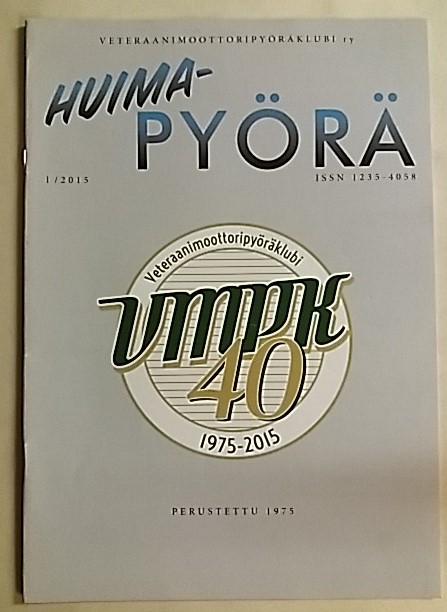 VETERAANIMOOTTORIPYÖRÄKLUBI ry
HUIMA-
PYÖRÄ
1/2015
ISSN 1235-4058
Veteraanimoottoripyöräklubi
VMPK
40
1975-2015
PERUSTETTU 1975